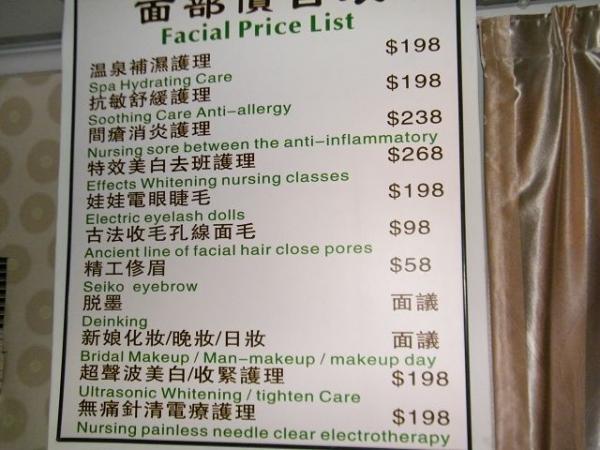 面部價目
Facial Price List
温泉補濕護理 $198
Spa Hydrating Care
抗敏舒緩護理 $198
Soothing Care Anti-allergy
間瘡消炎護理 $238
Nursing sore between the anti-inflammatory
特效美白去班護理 $268
Effects Whitening nursing classes
娃娃電眼睫毛 $198
Electric eyelash dolls
古法收毛孔線面毛 $98
Ancient line of facial hair close pores
精工修眉 $58
Seiko eyebrow
脱墨 面議
Deinking
新娘化妝/晚妝/日妝 面議
Bridal Makeup / Man-makeup / makeup day
超聲波美白/收緊護理 $198
Ultrasonic Whitening / tighten Care
無痛針清電療護理 $198
Nursing painless needle clear electrotherapy